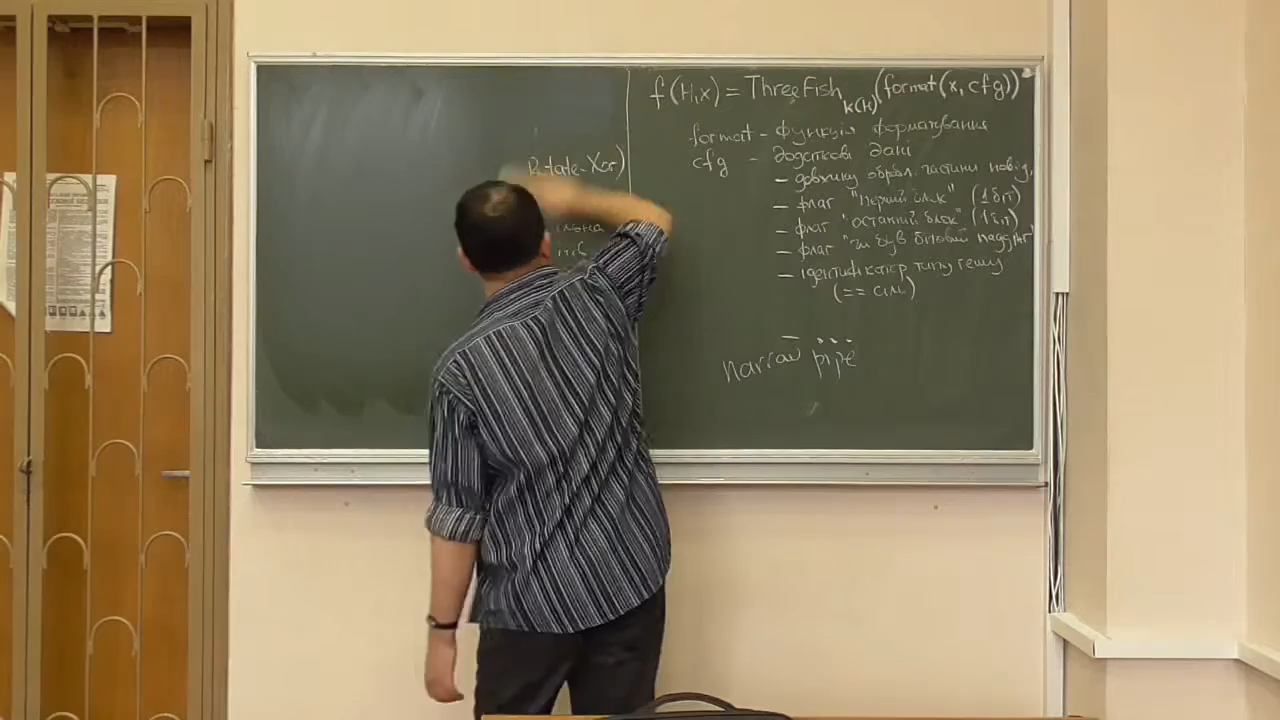 Rotate-Xor)
f(H,x) = ThreeFish_k(H) (format(x, cfg))
format - функція форматування
cfg - додаткові дані
- довжину обрал. частини повід.
- флаг "перший блок" (1 біт)
- флаг "останній блок" (1 біт)
- флаг "чи був бітовий паддінг"
- ідентифікатор типу гешу
(== сіль)
narrow pipe